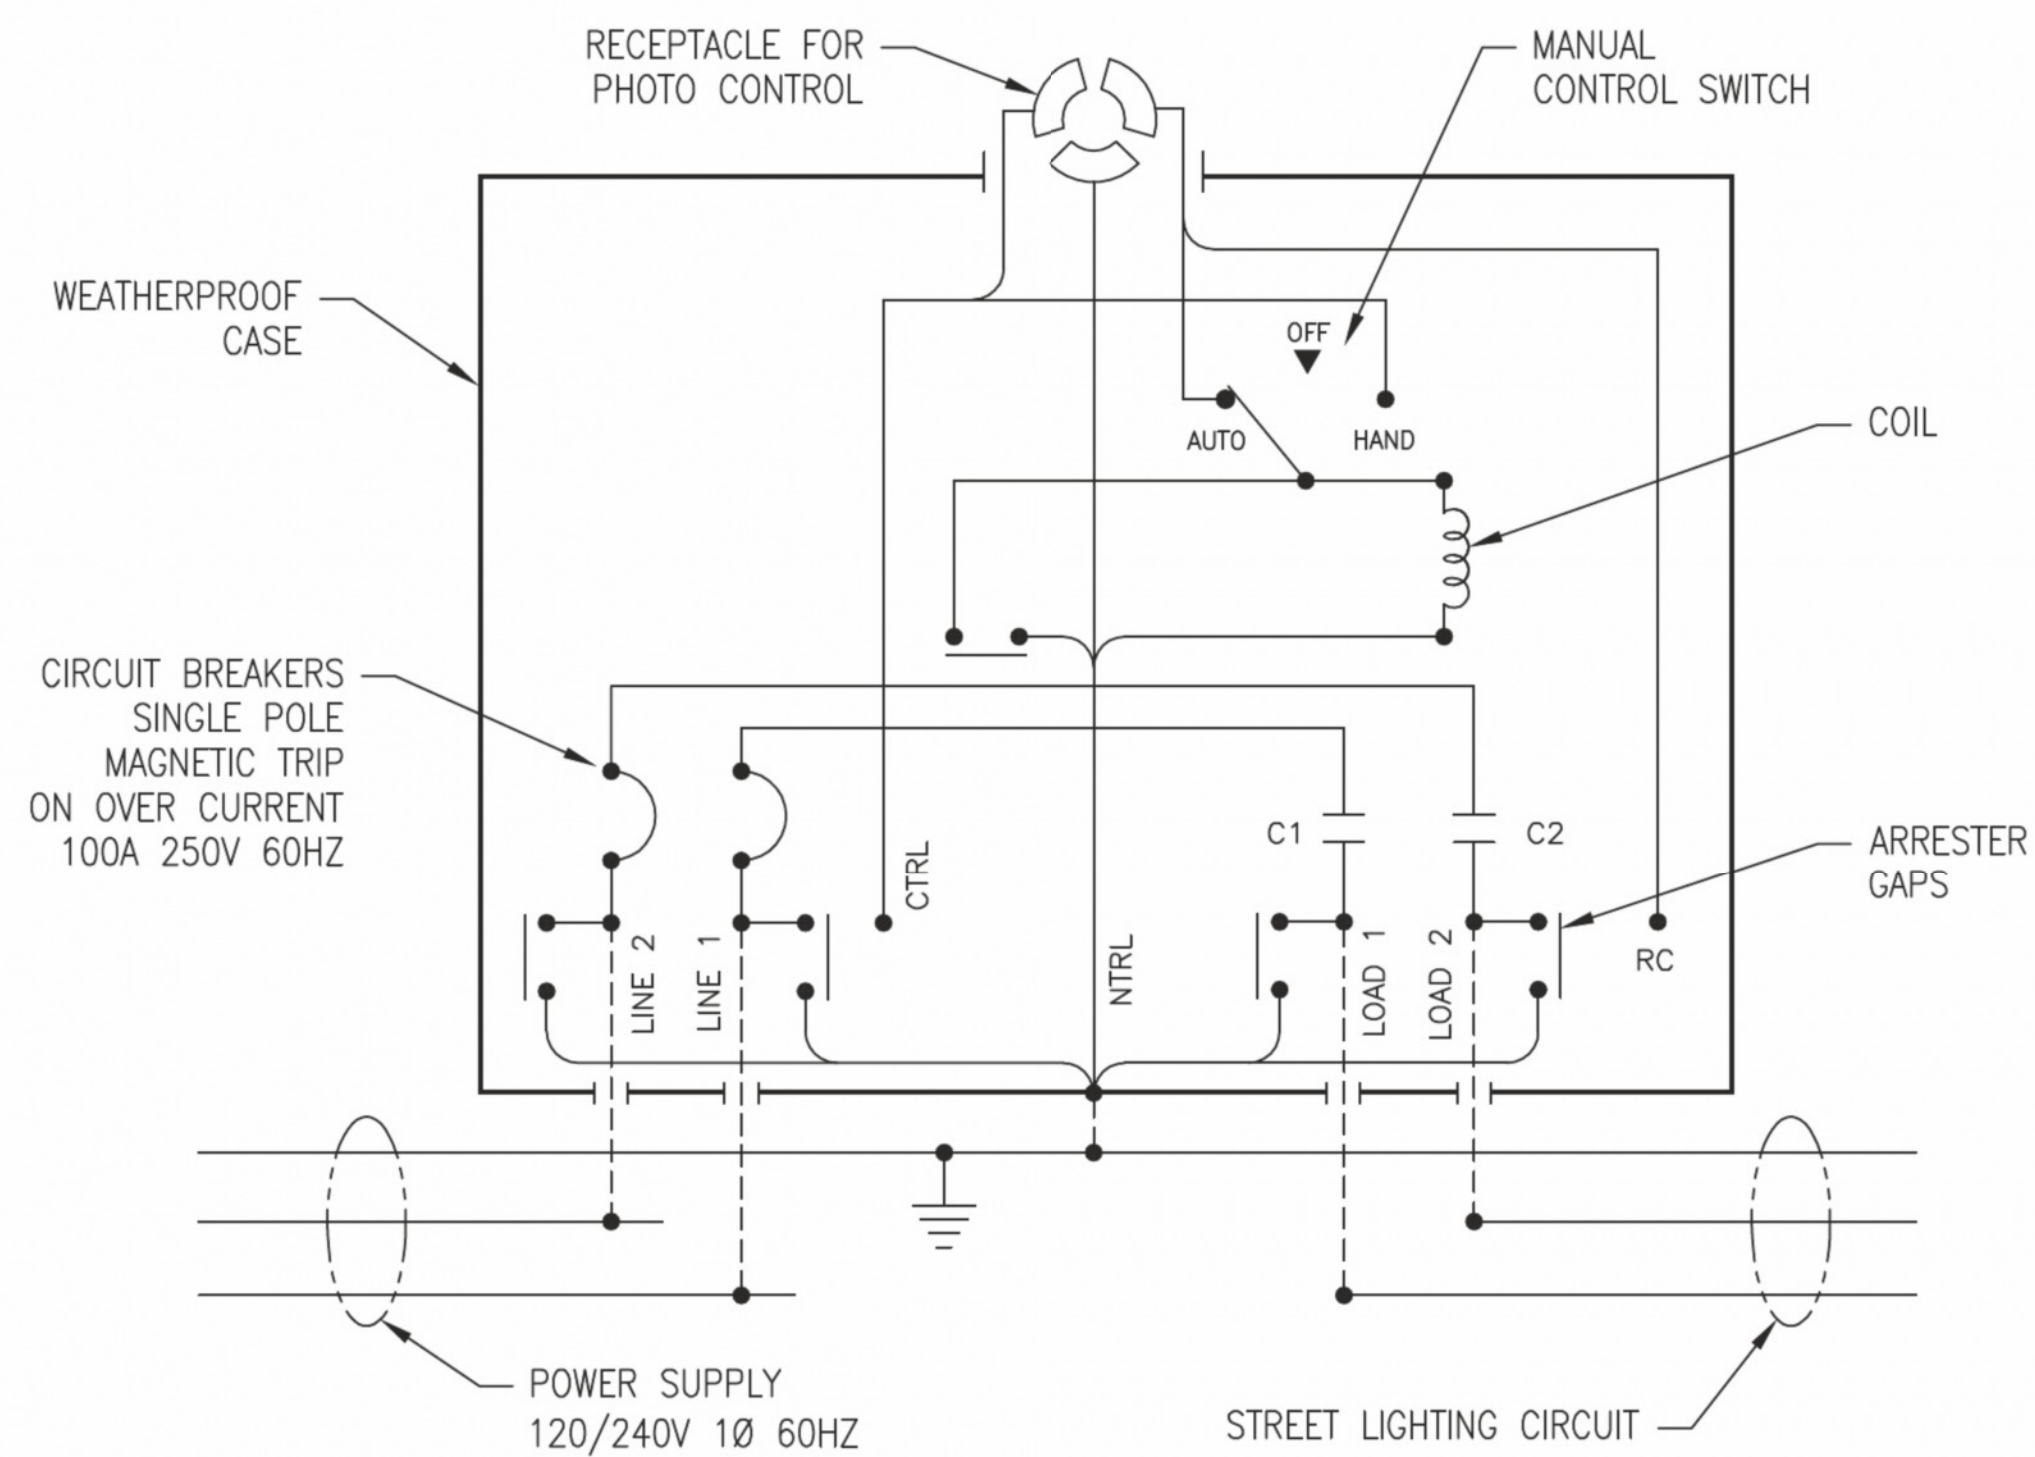 RECEPTACLE FOR
PHOTO CONTROL
MANUAL
CONTROL SWITCH
WEATHERPROOF
CASE
OFF
AUTO
HAND
COIL
CIRCUIT BREAKERS
SINGLE POLE
MAGNETIC TRIP
ON OVER CURRENT
100A 250V 60HZ
C1
C2
ARRESTER
GAPS
CTRL
LINE 2
LINE 1
NTRL
LOAD 1
LOAD 2
RC
POWER SUPPLY
120/240V 1Ø 60HZ
STREET LIGHTING CIRCUIT